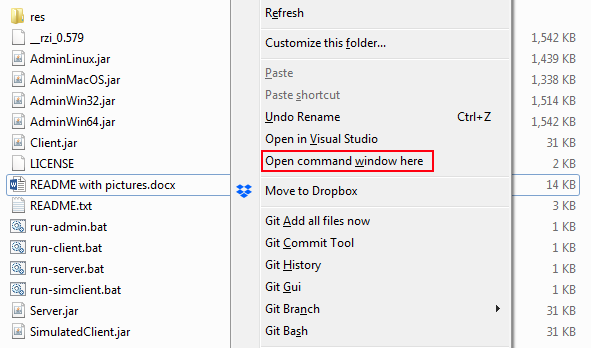 res
__rzi_0.579 1,542 KB
AdminLinux.jar 1,439 KB
AdminMacOS.jar 1,338 KB
AdminWin32.jar 1,514 KB
AdminWin64.jar 1,542 KB
Client.jar 31 KB
LICENSE 2 KB
README with pictures.docx 14 KB
README.txt 3 KB
run-admin.bat 1 KB
run-client.bat 1 KB
run-server.bat 1 KB
run-simclient.bat 1 KB
Server.jar 31 KB
SimulatedClient.jar 31 KB
Refresh
Customize this folder...
Paste
Paste shortcut
Undo Rename Ctrl+Z
Open in Visual Studio
Open command window here
Move to Dropbox
Git Add all files now
Git Commit Tool
Git History
Git Gui
Git Branch
Git Bash